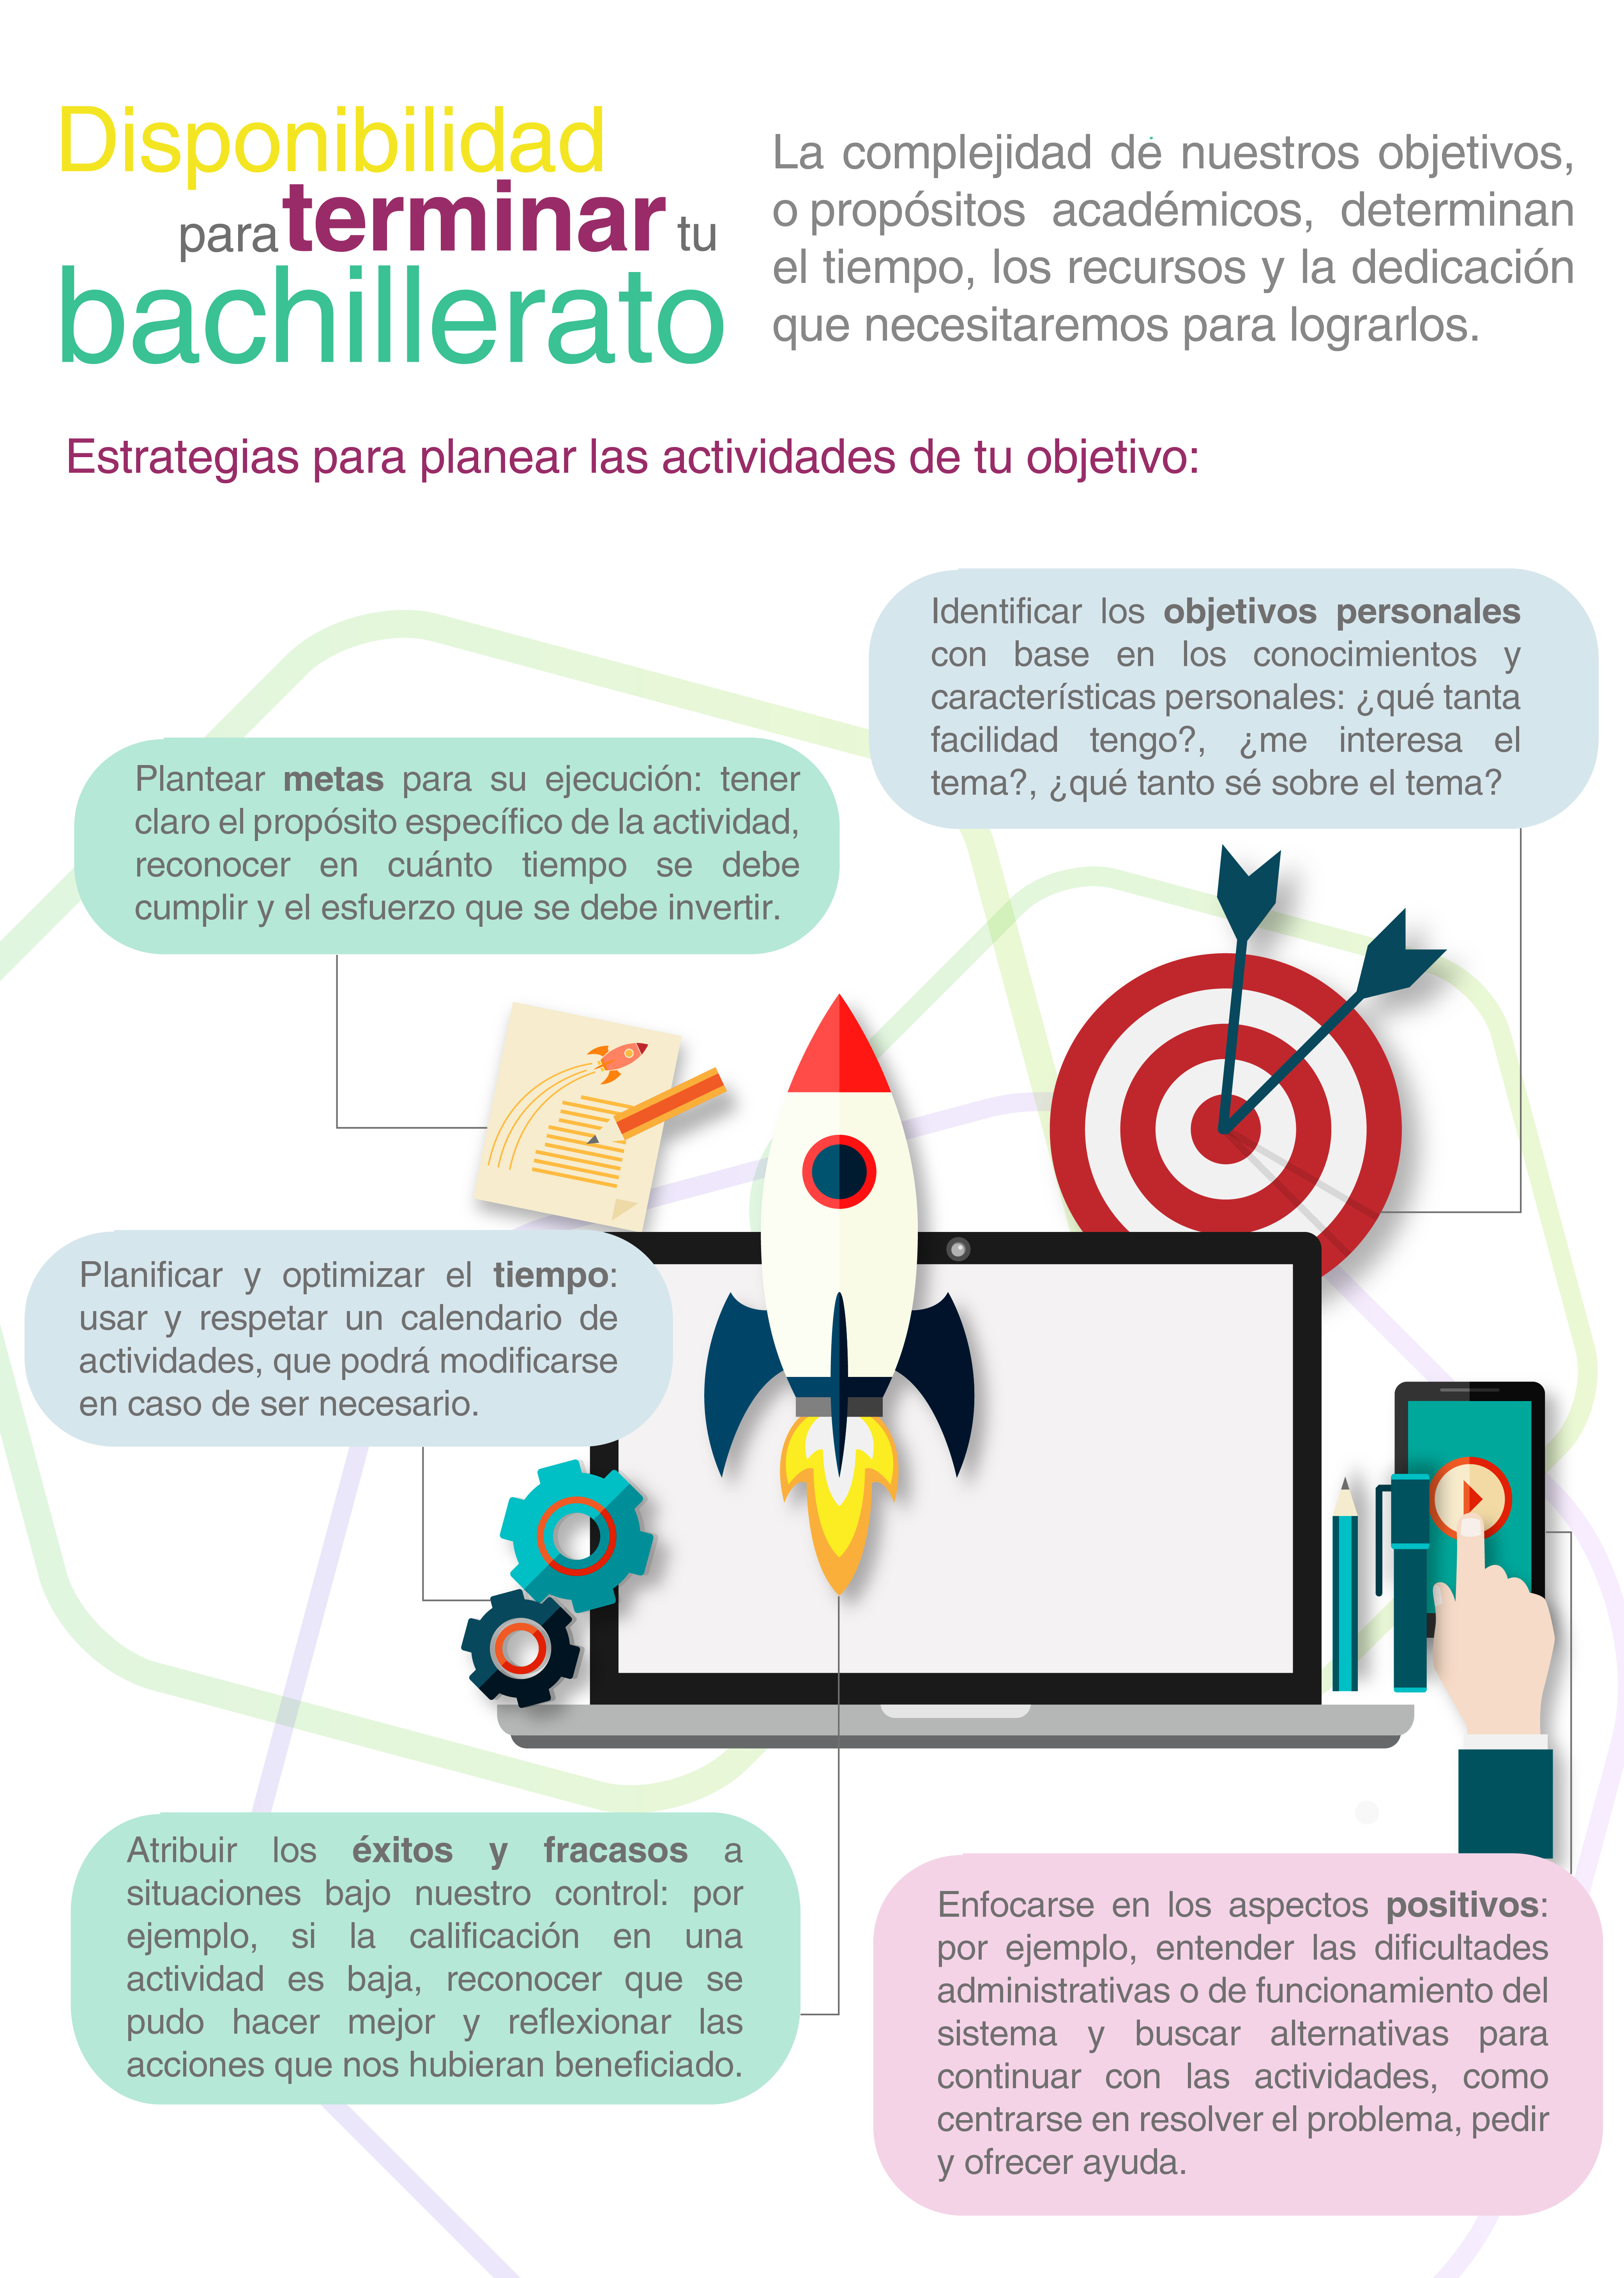 Disponibilidad
para terminar tu
bachillerato
La complejidad de nuestros objetivos,
o propósitos académicos, determinan
el tiempo, los recursos y la dedicación
que necesitaremos para lograrlos.
Estrategias para planear las actividades de tu objetivo:
Identificar los objetivos personales
con base en los conocimientos y
características personales: ¿qué tanta
facilidad tengo?, ¿me interesa el
tema?, ¿qué tanto sé sobre el tema?
Plantear metas para su ejecución: tener
claro el propósito específico de la actividad,
reconocer en cuánto tiempo se debe
cumplir y el esfuerzo que se debe invertir.
Planificar y optimizar el tiempo:
usar y respetar un calendario de
actividades, que podrá modificarse
en caso de ser necesario.
Atribuir los éxitos y fracasos a
situaciones bajo nuestro control: por
ejemplo, si la calificación en una
actividad es baja, reconocer que se
pudo hacer mejor y reflexionar las
acciones que nos hubieran beneficiado.
Enfocarse en los aspectos positivos:
por ejemplo, entender las dificultades
administrativas o de funcionamiento del
sistema y buscar alternativas para
continuar con las actividades, como
centrarse en resolver el problema, pedir
y ofrecer ayuda.